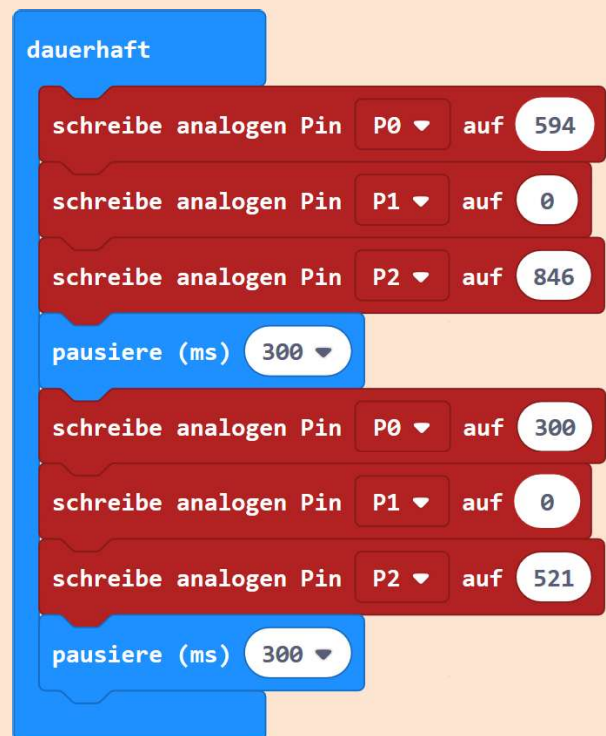 dauerhaft
schreibe analogen Pin P0 auf 594
schreibe analogen Pin P1 auf 0
schreibe analogen Pin P2 auf 846
pausiere (ms) 300
schreibe analogen Pin P0 auf 300
schreibe analogen Pin P1 auf 0
schreibe analogen Pin P2 auf 521
pausiere (ms) 300